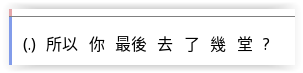 (.) 所以 你 最後 去 了 幾 堂 ?